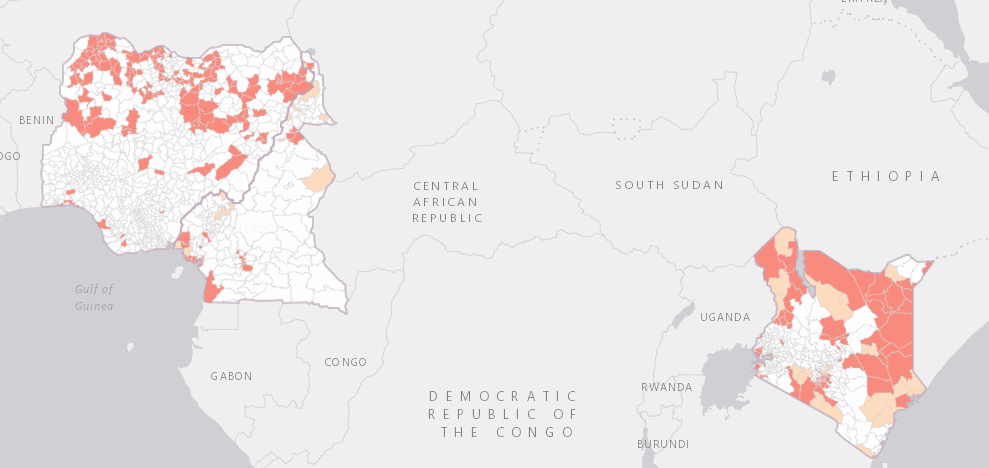 ERITREA
BENIN
OGO
CENTRAL
AFRICAN
REPUBLIC
SOUTH SUDAN
ETHIOPIA
Gulf of
Guinea
UGANDA
GABON
CONGO
DEMOCRATIC
REPUBLIC OF
THE CONGO
RWANDA
BURUNDI